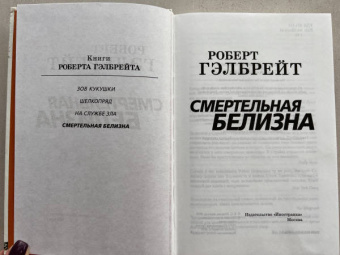 Книги
РОБЕРТА ГЭЛБРЕЙТА
ЗОВ КУКУШКИ
ШЕЛКОПРЯД
НА СЛУЖБЕ ЗЛА
СМЕРТЕЛЬНАЯ БЕЛИЗНА
РОБЕРТ
ГЭЛБРЕЙТ
СМЕРТЕЛЬНАЯ
БЕЛИЗНА
Издательство «Иностранка»
Москва